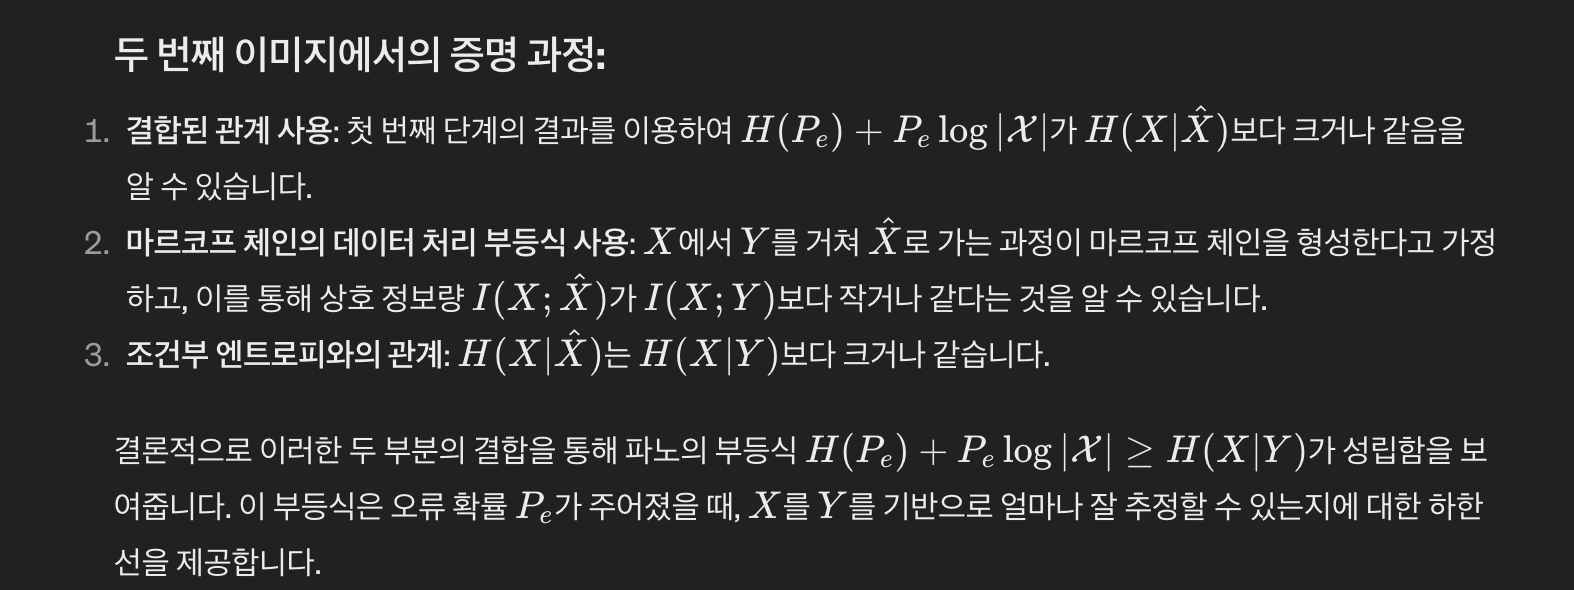 두 번째 이미지에서의 증명 과정:
1. 결합된 관계 사용: 첫 번째 단계의 결과를 이용하여 $H(P_e) + P_e \log |\mathcal{X}|$가 $H(X|\hat{X})$보다 크거나 같음을
알 수 있습니다.
2. 마르코프 체인의 데이터 처리 부등식 사용: $X$에서 $Y$를 거쳐 $\hat{X}$로 가는 과정이 마르코프 체인을 형성한다고 가정
하고, 이를 통해 상호 정보량 $I(X; \hat{X})$가 $I(X; Y)$보다 작거나 같다는 것을 알 수 있습니다.
3. 조건부 엔트로피와의 관계: $H(X|\hat{X})$는 $H(X|Y)$보다 크거나 같습니다.
결론적으로 이러한 두 부분의 결합을 통해 파노의 부등식 $H(P_e) + P_e \log |\mathcal{X}| \geq H(X|Y)$가 성립함을 보
여줍니다. 이 부등식은 오류 확률 $P_e$가 주어졌을 때, $X$를 $Y$를 기반으로 얼마나 잘 추정할 수 있는지에 대한 하한
선을 제공합니다.